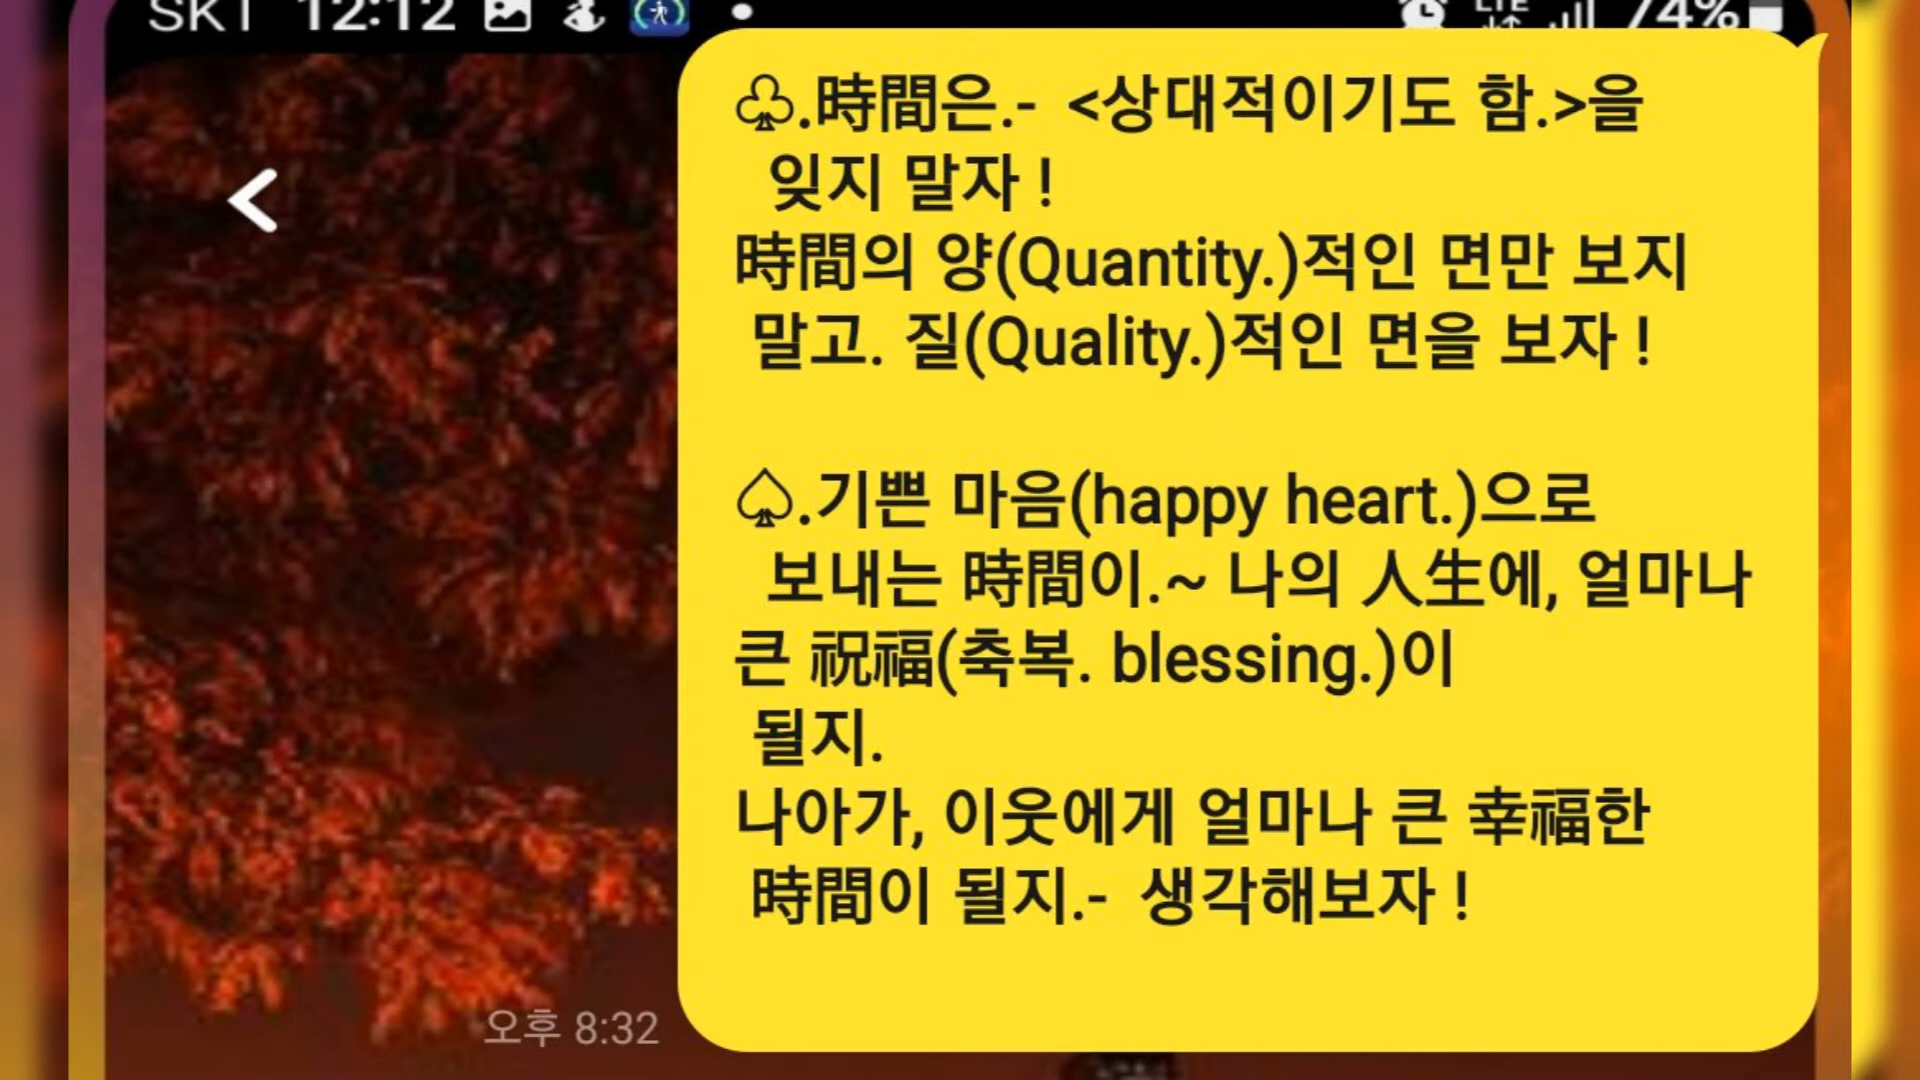 SKT 12:12 LTE 74%
♧.時間은.- <상대적이기도 함.>을
잊지 말자 !
時間의 양(Quantity.)적인 면만 보지
말고. 질(Quality.)적인 면을 보자 !
♤.기쁜 마음(happy heart.)으로
보내는 時間이.~ 나의 人生에, 얼마나
큰 祝福(축복. blessing.)이
될지.
나아가, 이웃에게 얼마나 큰 幸福한
時間이 될지.- 생각해보자 !
오후 8:32